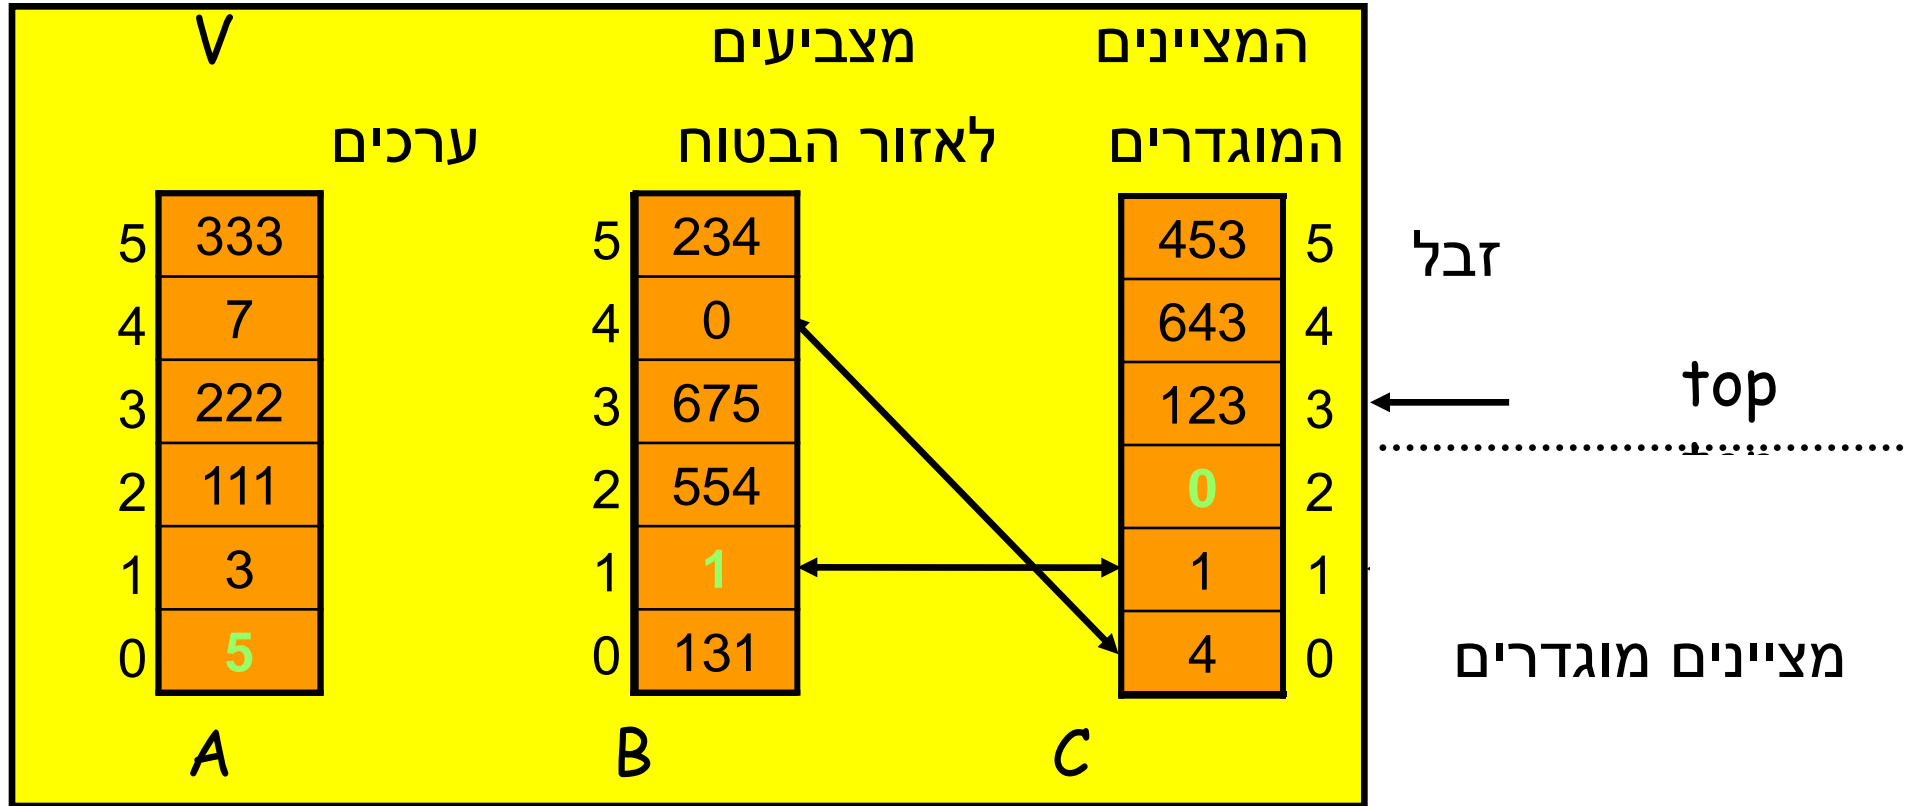 V מצביעים המציינים
ערכים לאזור הבטוח המוגדרים
5 333 5 234 453 5 זבל
4 7 4 0 643 4
3 222 3 675 123 3 top
2 111 2 554 0 2
1 3 1 1 1 1
0 5 0 131 4 0 מציינים מוגדרים
A B C